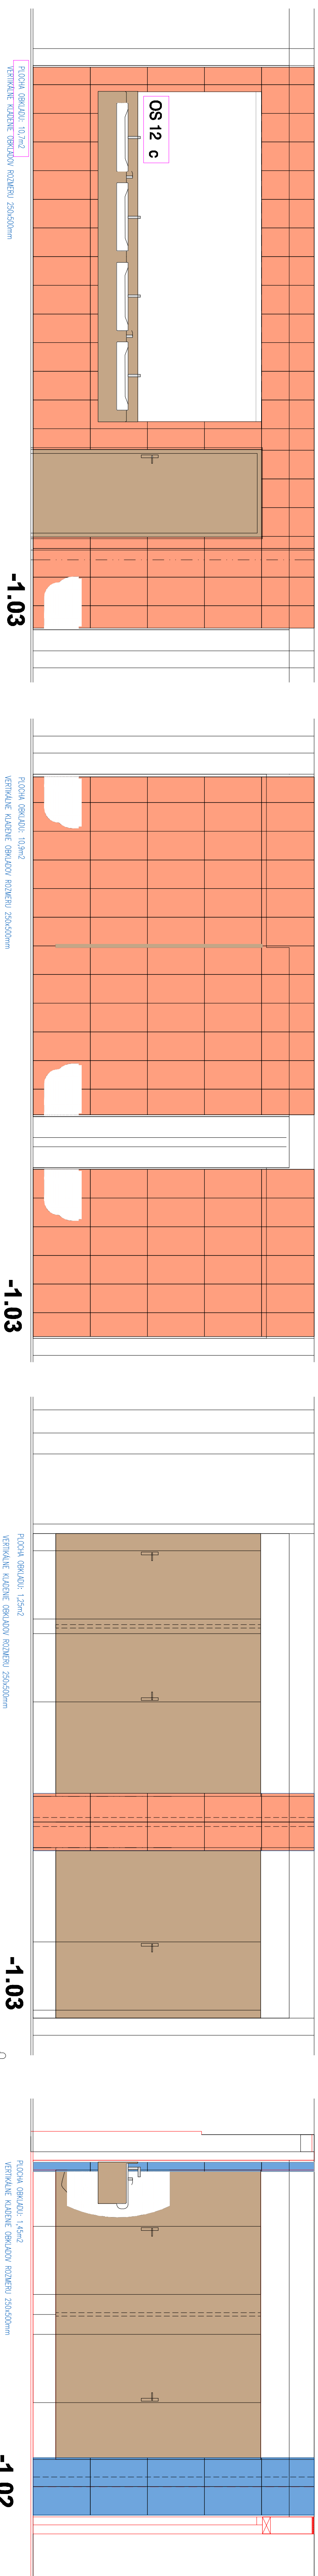 OS 12 c
PLOCHA OBKLADU: 10,7m2
VERTIKÁLNE KLADENIE OBKLADOV ROZMERU 250x500mm
-1.03
PLOCHA OBKLADU: 10,9m2
VERTIKÁLNE KLADENIE OBKLADOV ROZMERU 250x500mm
-1.03
PLOCHA OBKLADU: 1,25m2
VERTIKÁLNE KLADENIE OBKLADOV ROZMERU 250x500mm
-1.03
PLOCHA OBKLADU: 1,45m2
VERTIKÁLNE KLADENIE OBKLADOV ROZMERU 250x500mm
-1.02